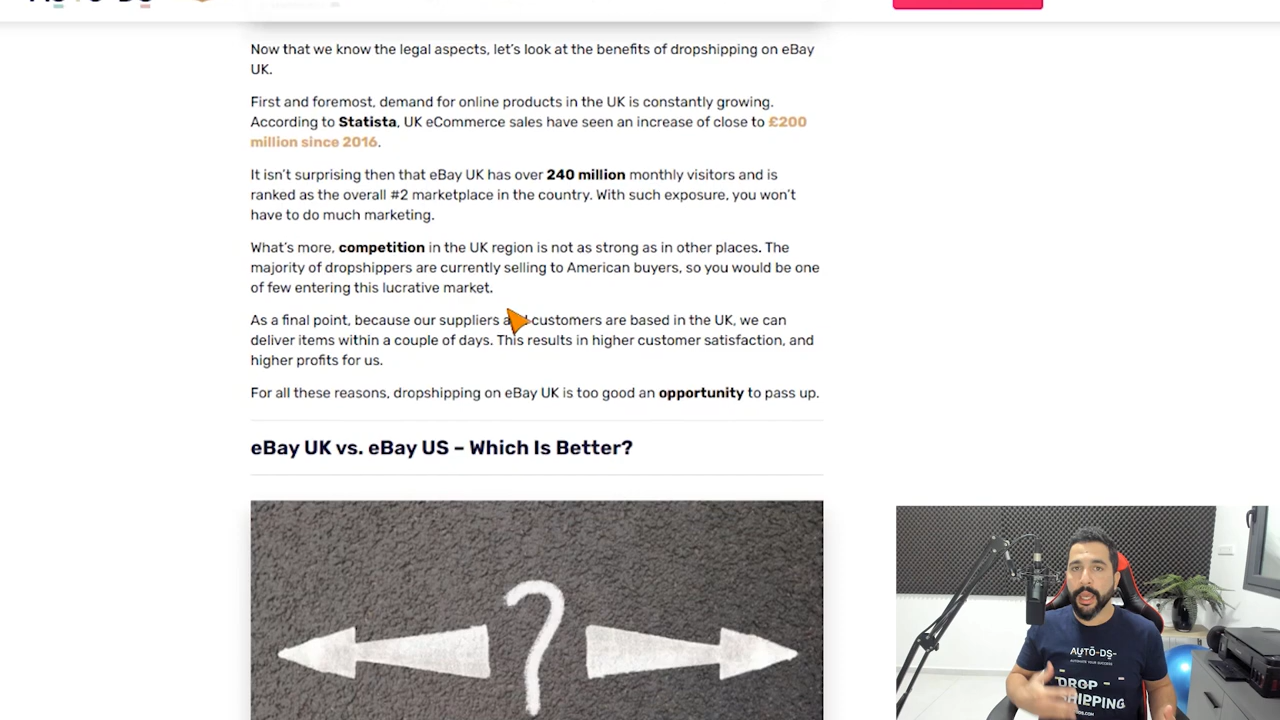 AUTO-DS
Now that we know the legal aspects, let's look at the benefits of dropshipping on eBay
UK.
First and foremost, demand for online products in the UK is constantly growing.
According to Statista, UK eCommerce sales have seen an increase of close to £200
million since 2016.
It isn't surprising then that eBay UK has over 240 million monthly visitors and is
ranked as the overall #2 marketplace in the country. With such exposure, you won't
have to do much marketing.
What's more, competition in the UK region is not as strong as in other places. The
majority of dropshippers are currently selling to American buyers, so you would be one
of few entering this lucrative market.
As a final point, because our suppliers and customers are based in the UK, we can
deliver items within a couple of days. This results in higher customer satisfaction, and
higher profits for us.
For all these reasons, dropshipping on eBay UK is too good an opportunity to pass up.
eBay UK vs. eBay US – Which Is Better?
?
AUTO-DS-
AUTOMATE YOUR SUCCESS
DROP
SHIPPING